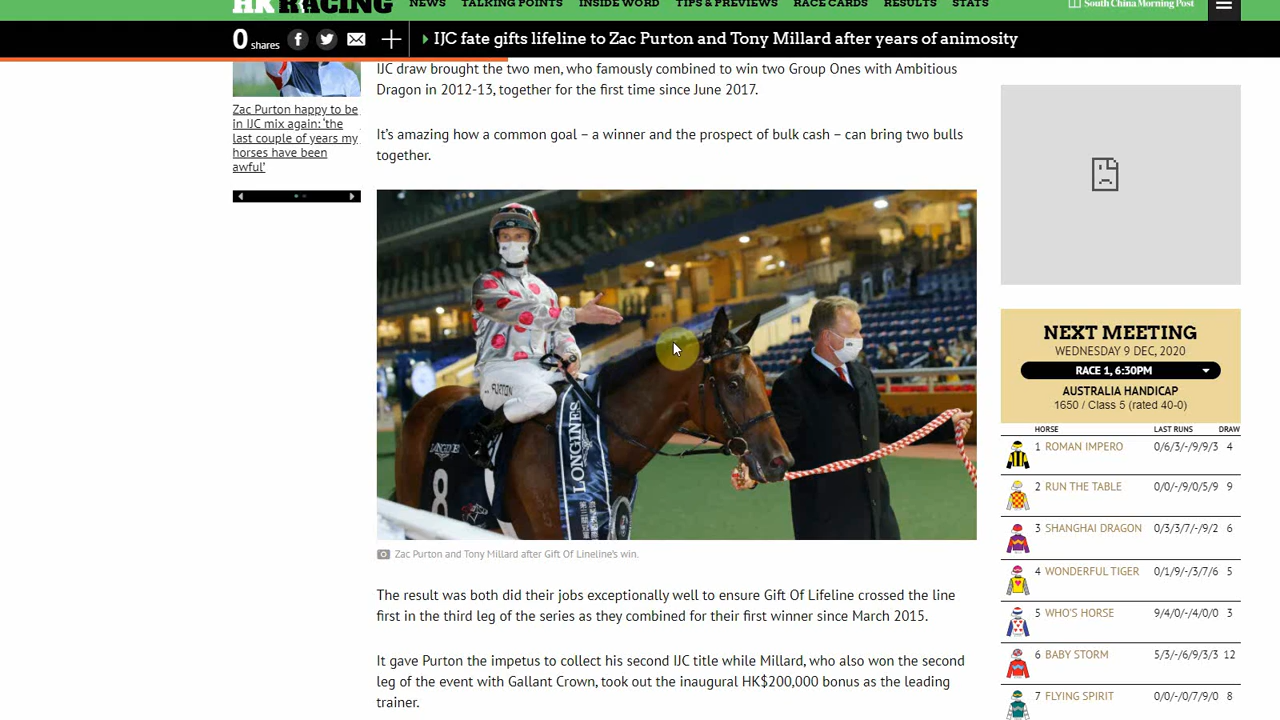 HK RACING
NEWS TALKING POINTS INSIDE WORD TIPS & PREVIEWS RACE CARDS RESULTS STATS
South China Morning Post
0 shares
IJC fate gifts lifeline to Zac Purton and Tony Millard after years of animosity
Zac Purton happy to be
in IJC mix again: ‘the
last couple of years my
horses have been
awful’
IJC draw brought the two men, who famously combined to win two Group Ones with Ambitious
Dragon in 2012-13, together for the first time since June 2017.
It’s amazing how a common goal – a winner and the prospect of bulk cash – can bring two bulls
together.
PURTON
LONGINES
LONGINES
8
Zac Purton and Tony Millard after Gift Of Lineline's win.
The result was both did their jobs exceptionally well to ensure Gift Of Lifeline crossed the line
first in the third leg of the series as they combined for their first winner since March 2015.
It gave Purton the impetus to collect his second IJC title while Millard, who also won the second
leg of the event with Gallant Crown, took out the inaugural HK$200,000 bonus as the leading
trainer.
NEXT MEETING
WEDNESDAY 9 DEC, 2020
RACE 1, 6:30PM
AUSTRALIA HANDICAP
1650 / Class 5 (rated 40-0)
HORSE LAST RUNS DRAW
1 ROMAN IMPERO 0/6/3/-/9/9/3 4
2 RUN THE TABLE 0/0/-/9/0/5/9 9
3 SHANGHAI DRAGON 0/3/3/7/-/9/2 6
4 WONDERFUL TIGER 0/1/9/-/3/7/6 5
5 WHO'S HORSE 9/4/0/-/4/0/0 3
6 BABY STORM 5/3/-/6/9/3/3 12
7 FLYING SPIRIT 0/0/-/0/7/9/0 8